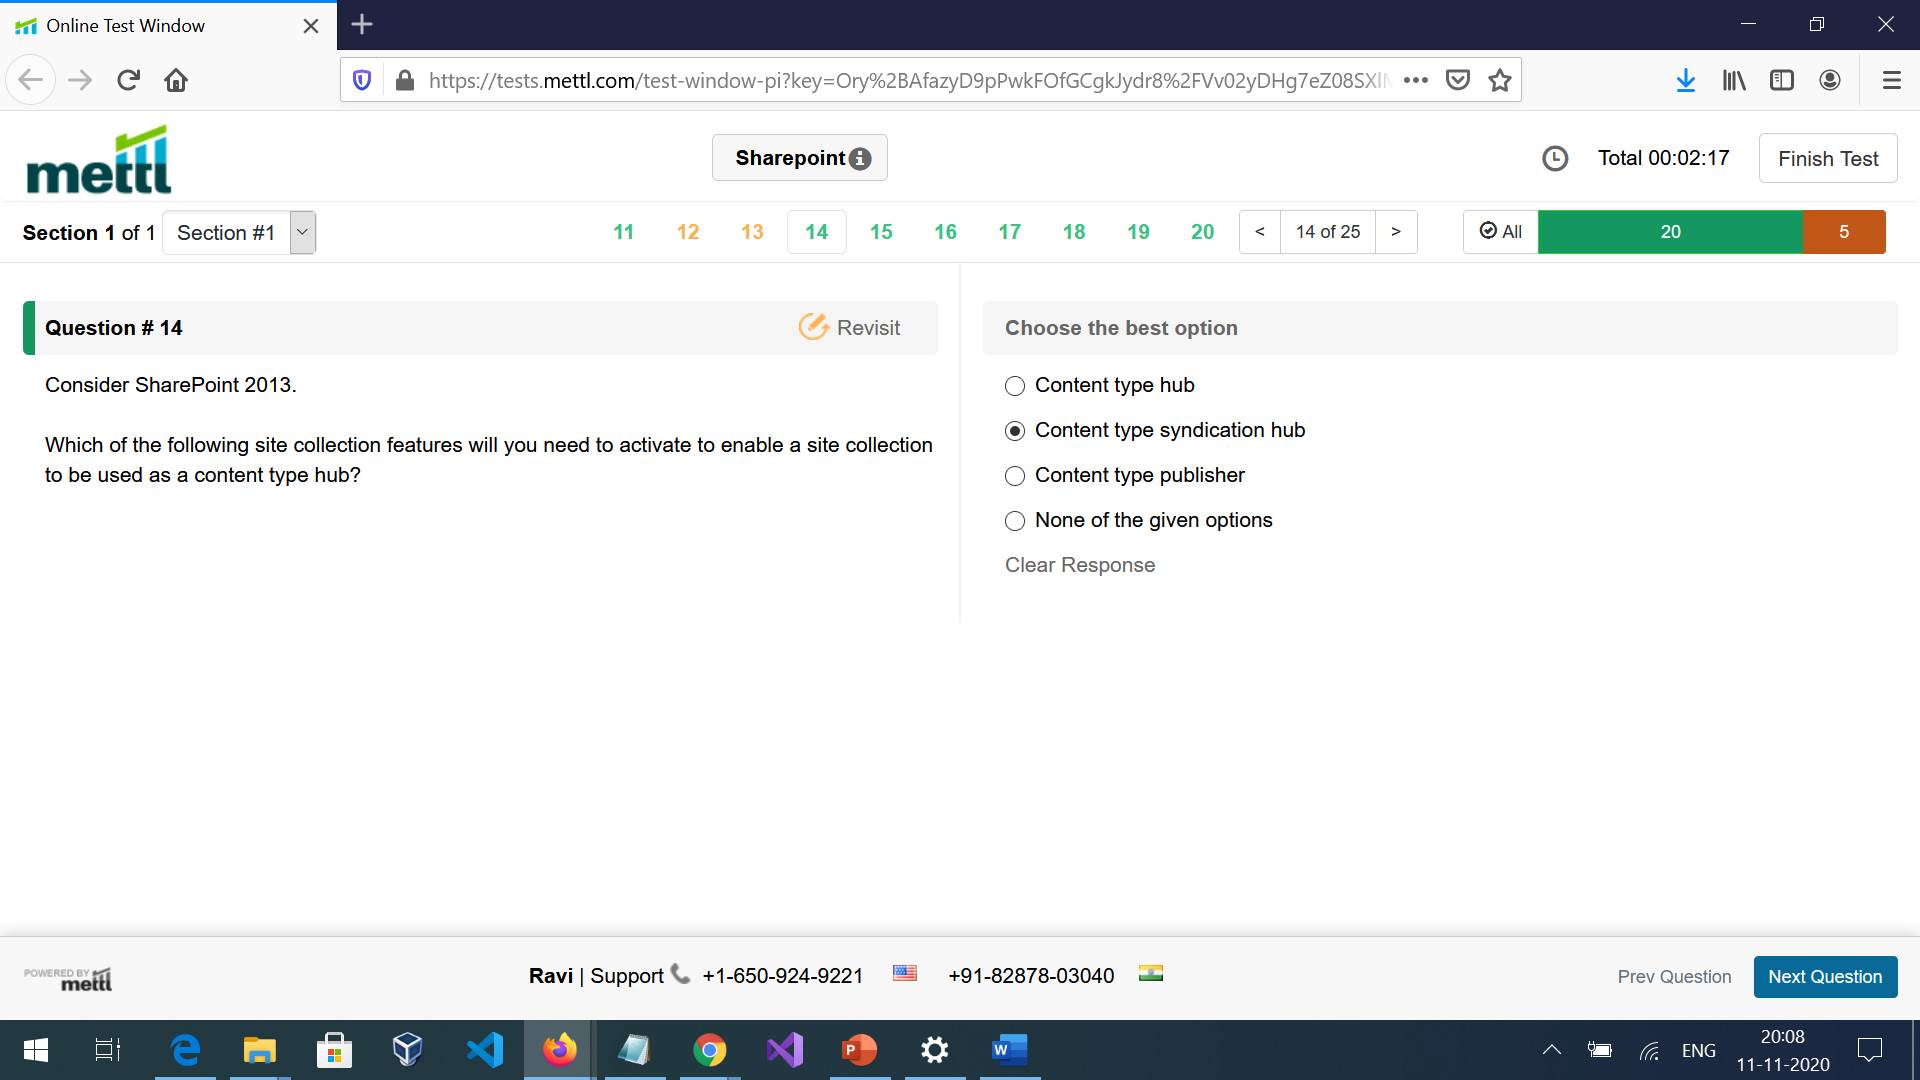 Online Test Window
https://tests.mettl.com/test-window-pi?key=Ory%2BAfazyD9pPwkFOfGCgkJydr8%2FVv02yDHg7eZ08SXlN
mettl
Sharepoint
Total 00:02:17
Finish Test
Section 1 of 1
Section #1
11 12 13 14 15 16 17 18 19 20
< 14 of 25 >
All
20
5
Question # 14
Revisit
Consider SharePoint 2013.
Which of the following site collection features will you need to activate to enable a site collection
to be used as a content type hub?
Choose the best option
Content type hub
Content type syndication hub
Content type publisher
None of the given options
Clear Response
POWERED BY
mettl
Ravi | Support +1-650-924-9221 +91-82878-03040
Prev Question
Next Question
ENG
20:08
11-11-2020